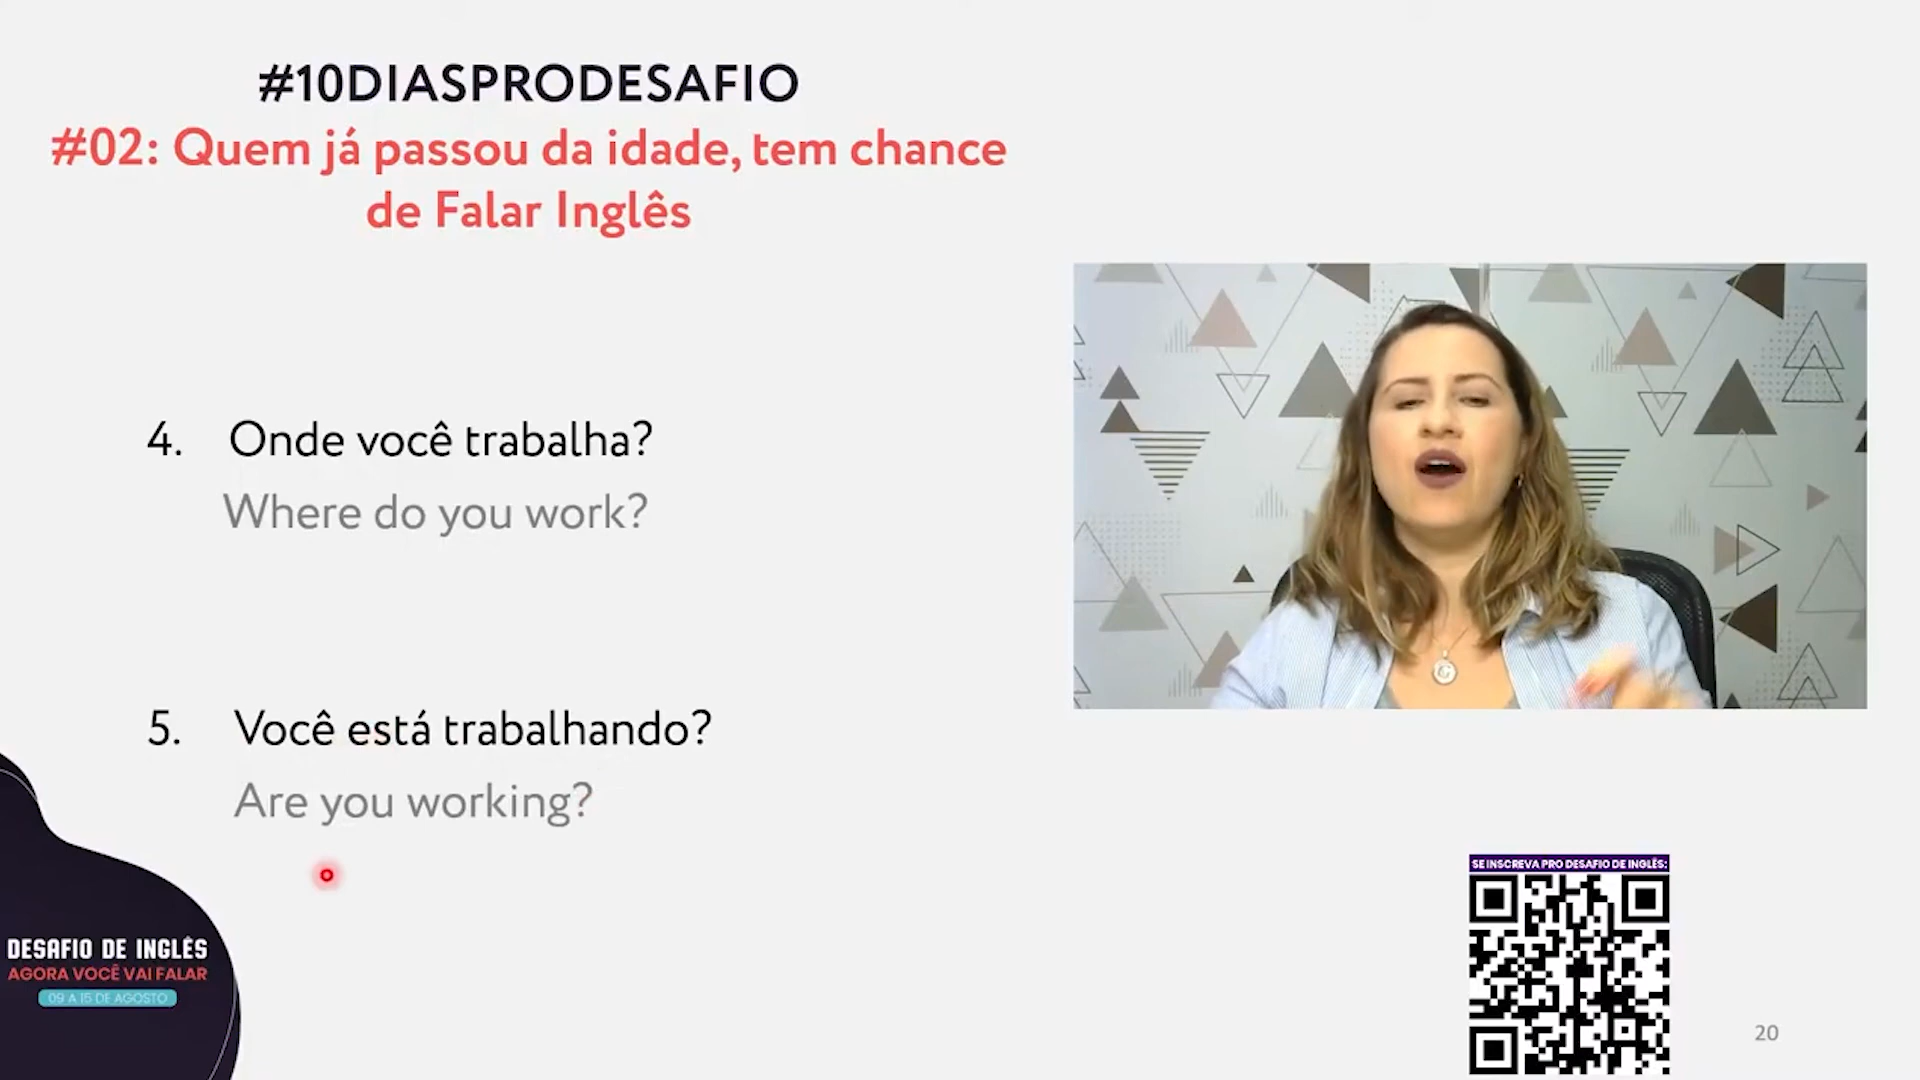 #10DIASPRODESAFIO
#02: Quem já passou da idade, tem chance
de Falar Inglês
4. Onde você trabalha?
Where do you work?
5. Você está trabalhando?
Are you working?
DESAFIO DE INGLÊS
AGORA VOCÊ VAI FALAR
09 A 15 DE AGOSTO
SE INSCREVA PRO DESAFIO DE INGLÊS:
20